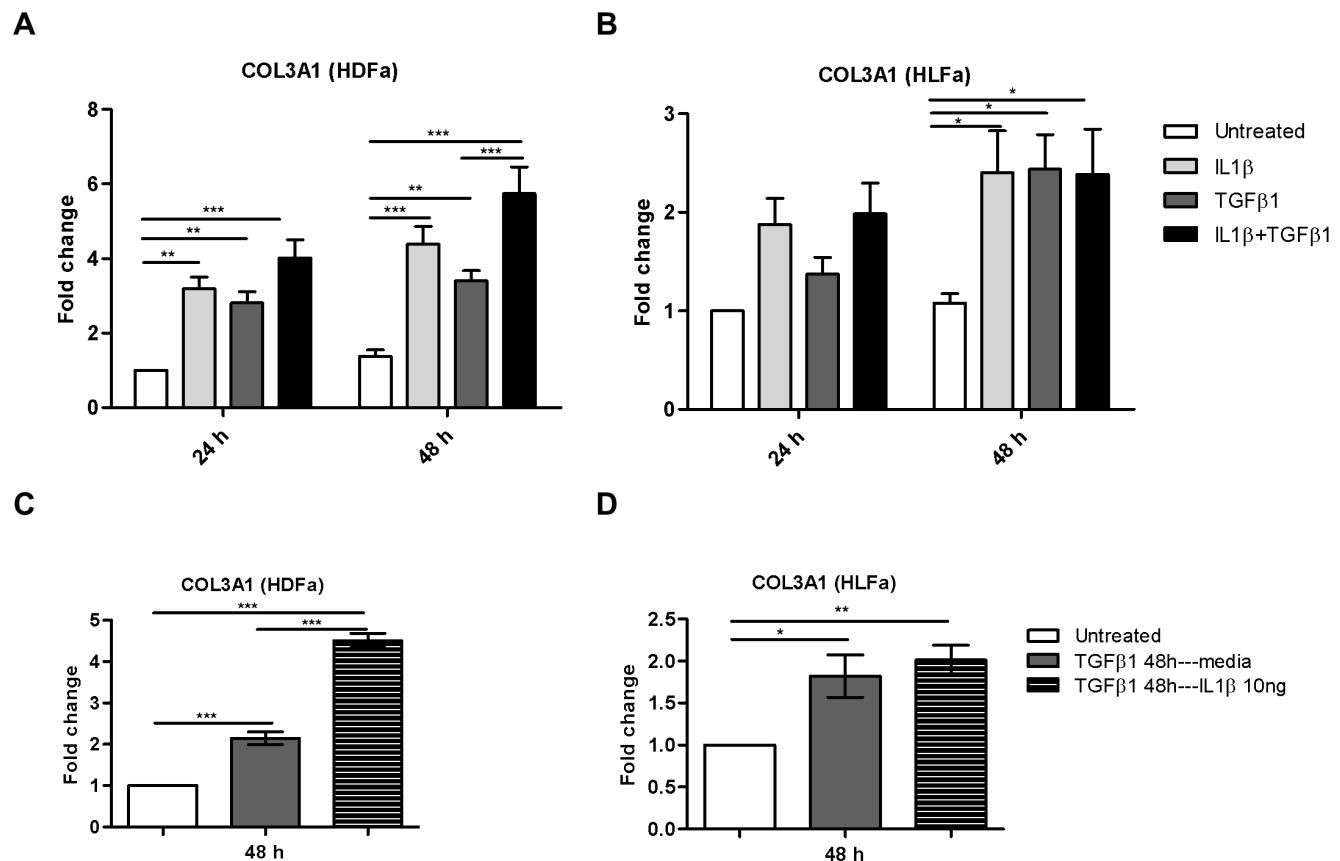 A
COL3A1 (HDFa)
Fold change
8
6
4
2
0
***
**
**
***
**
***
***
24 h
48 h
B
COL3A1 (HLFa)
Fold change
3
2
1
0
*
*
*
24 h
48 h
Untreated
IL1β
TGFβ1
IL1β+TGFβ1
C
COL3A1 (HDFa)
Fold change
5
4
3
2
1
0
***
***
***
48 h
D
COL3A1 (HLFa)
Fold change
2.5
2.0
1.5
1.0
0.5
0.0
**
*
48 h
Untreated
TGFβ1 48h---media
TGFβ1 48h---IL1β 10ng